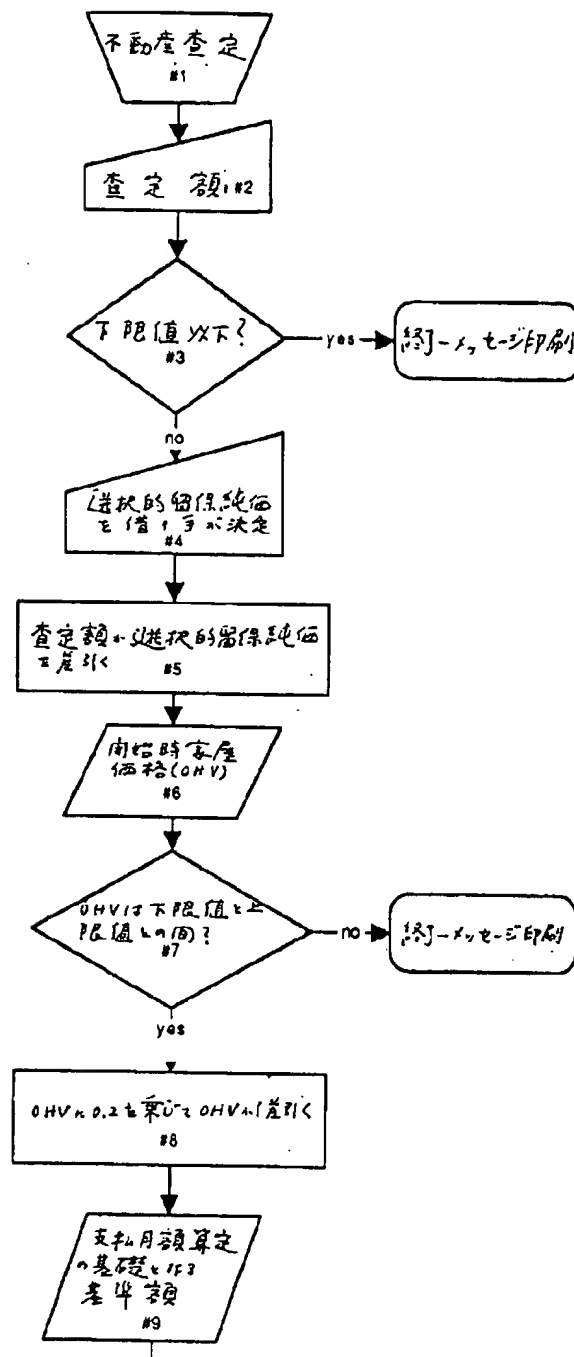 不動産査定
#1
査定額 #2
下限値以下?
#3
yes
終了-メッセージ印刷
no
選択的留保純価
を借り手が決定
#4
査定額から選択的留保純価
を差引く
#5
開始時家屋
価格(OHV)
#6
OHVは下限値と上
限値との間?
#7
no
終了-メッセージ印刷
yes
OHVに0.2を乗じてOHVから差引く
#8
支払月額算定
の基礎となる
基準額
#9